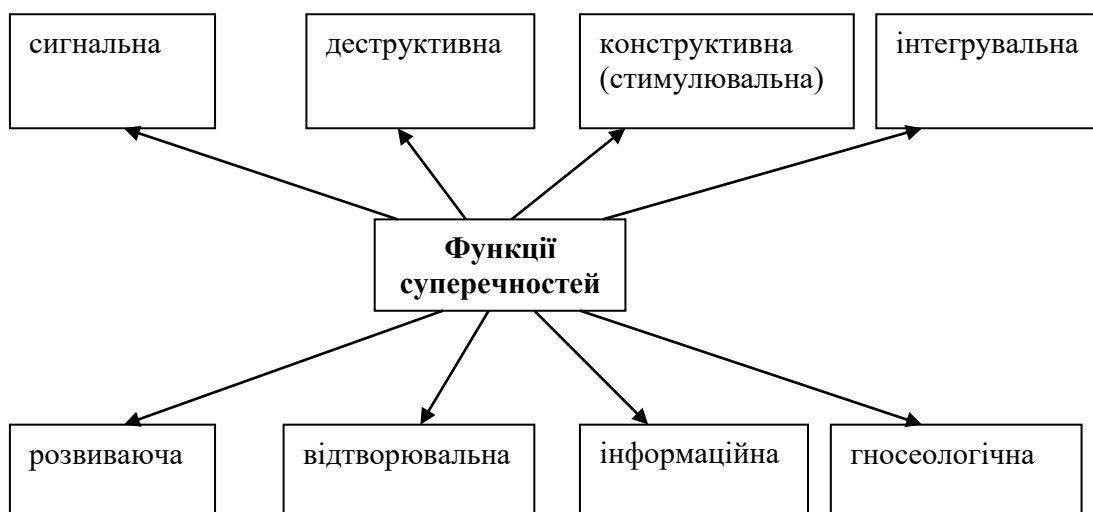 сигнальна
деструктивна
конструктивна
(стимулювальна)
інтегрувальна
Функції
суперечностей
розвиваюча
відтворювальна
інформаційна
гносеологічна